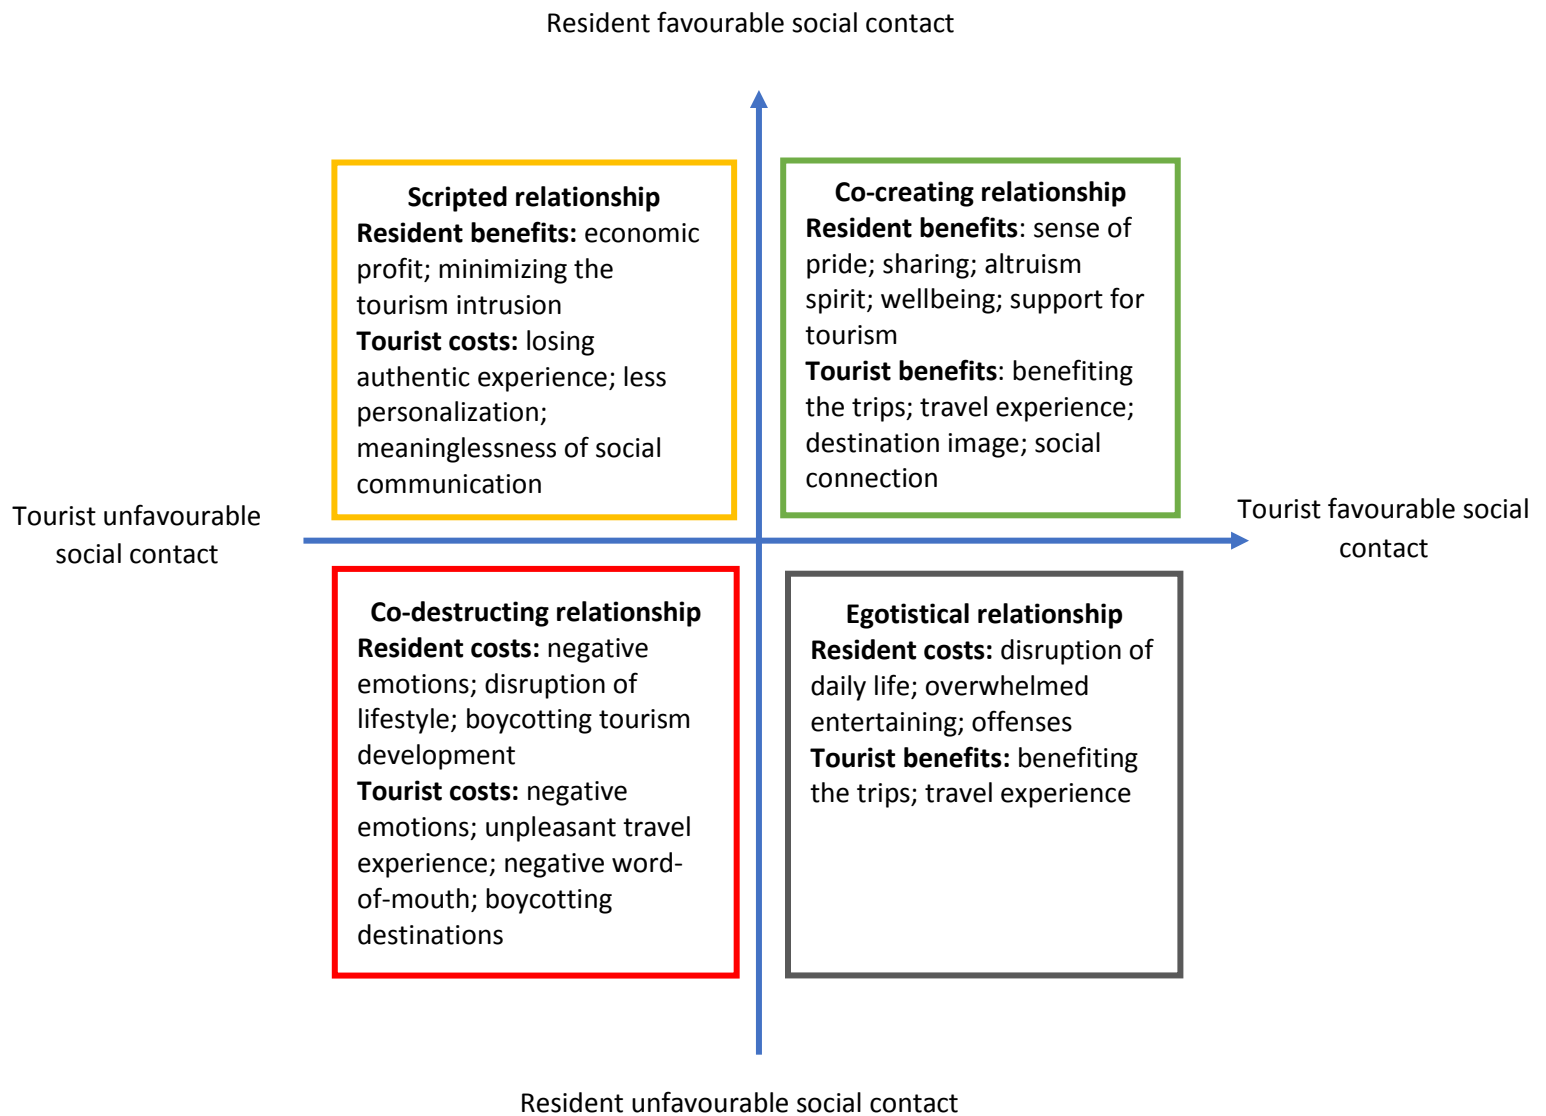 Resident favourable social contact
Scripted relationship
Resident benefits: economic
profit; minimizing the
tourism intrusion
Tourist costs: losing
authentic experience; less
personalization;
meaninglessness of social
communication
Co-creating relationship
Resident benefits: sense of
pride; sharing; altruism
spirit; wellbeing; support for
tourism
Tourist benefits: benefiting
the trips; travel experience;
destination image; social
connection
Tourist unfavourable
social contact
Tourist favourable social
contact
Co-destructing relationship
Resident costs: negative
emotions; disruption of
lifestyle; boycotting tourism
development
Tourist costs: negative
emotions; unpleasant travel
experience; negative word-
of-mouth; boycotting
destinations
Egotistical relationship
Resident costs: disruption of
daily life; overwhelmed
entertaining; offenses
Tourist benefits: benefiting
the trips; travel experience
Resident unfavourable social contact